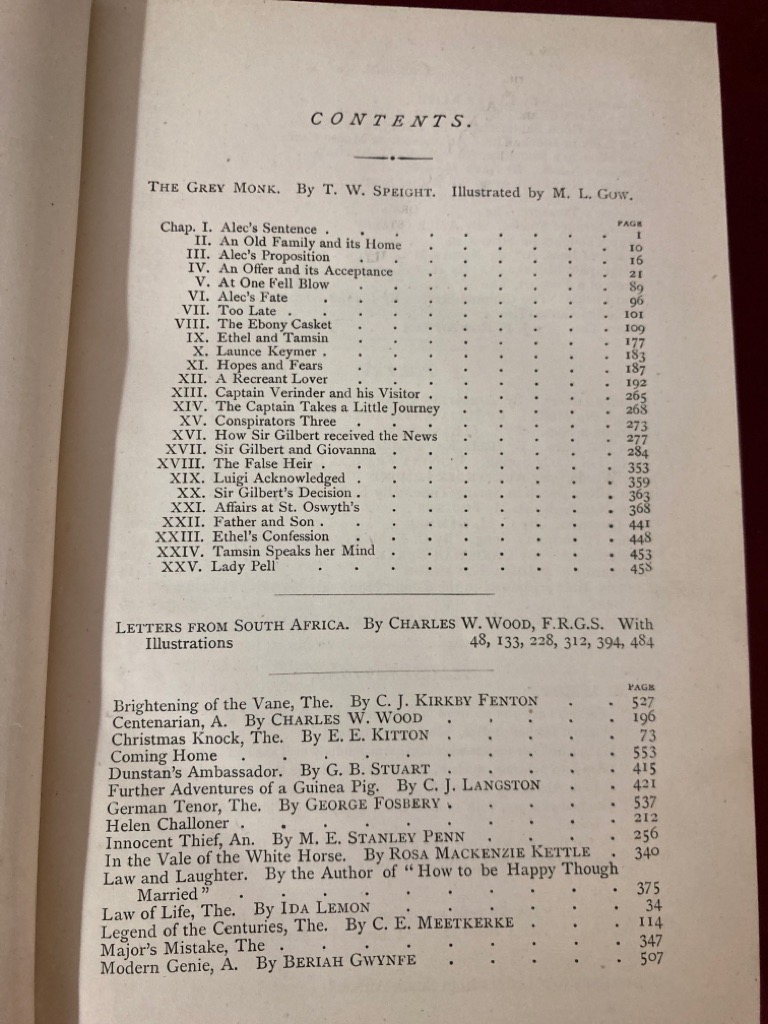 CONTENTS.
THE GREY MONK. By T. W. SPEIGHT. Illustrated by M. L. GOW.
PAGE
Chap. I. Alec's Sentence . . . . . . . . . 1
II. An Old Family and its Home . . . . . . 10
III. Alec's Proposition . . . . . . . . 16
IV. An Offer and its Acceptance . . . . . . 21
V. At One Fell Blow . . . . . . . . 89
VI. Alec's Fate . . . . . . . . 96
VII. Too Late . . . . . . . . . 101
VIII. The Ebony Casket . . . . . . . . 109
IX. Ethel and Tamsin . . . . . . . . 177
X. Launce Keymer . . . . . . . . . 183
XI. Hopes and Fears . . . . . . . . 187
XII. A Recreant Lover . . . . . . . . 192
XIII. Captain Verinder and his Visitor . . . . . . 265
XIV. The Captain Takes a Little Journey . . . . . 268
XV. Conspirators Three . . . . . . . . 273
XVI. How Sir Gilbert received the News . . . . . 277
XVII. Sir Gilbert and Giovanna . . . . . . . 284
XVIII. The False Heir . . . . . . . . . 353
XIX. Luigi Acknowledged . . . . . . . . 359
XX. Sir Gilbert's Decision . . . . . . . . 363
XXI. Affairs at St. Oswyth's . . . . . . . 368
XXII. Father and Son . . . . . . . . . 441
XXIII. Ethel's Confession . . . . . . . . 448
XXIV. Tamsin Speaks her Mind . . . . . . . 453
XXV. Lady Pell . . . . . . . . . 458
LETTERS FROM SOUTH AFRICA. By CHARLES W. WOOD, F.R.G.S. With
Illustrations 48, 133, 228, 312, 394, 484
PAGE
Brightening of the Vane, The. By C. J. KIRKBY FENTON . . 527
Centenarian, A. By CHARLES W. WOOD . . . . . 196
Christmas Knock, The. By E. E. KITTON . . . . . 73
Coming Home . . . . . . . . . . 553
Dunstan's Ambassador. By G. B. STUART . . . . . 415
Further Adventures of a Guinea Pig. By C. J. LANGSTON . . 421
German Tenor, The. By GEORGE FOSBERY . . . . . 537
Helen Challoner . . . . . . . . . . 212
Innocent Thief, An. By M. E. STANLEY PENN . . . . 256
In the Vale of the White Horse. By ROSA MACKENZIE KETTLE . 340
Law and Laughter. By the Author of "How to be Happy Though
Married" . . . . . . . . . . 375
Law of Life, The. By IDA LEMON . . . . . . 34
Legend of the Centuries, The. By C. E. MEETKERKE . . . 114
Major's Mistake, The . . . . . . . . . 347
Modern Genie, A. By BERIAH GWYNFE . . . . . 507